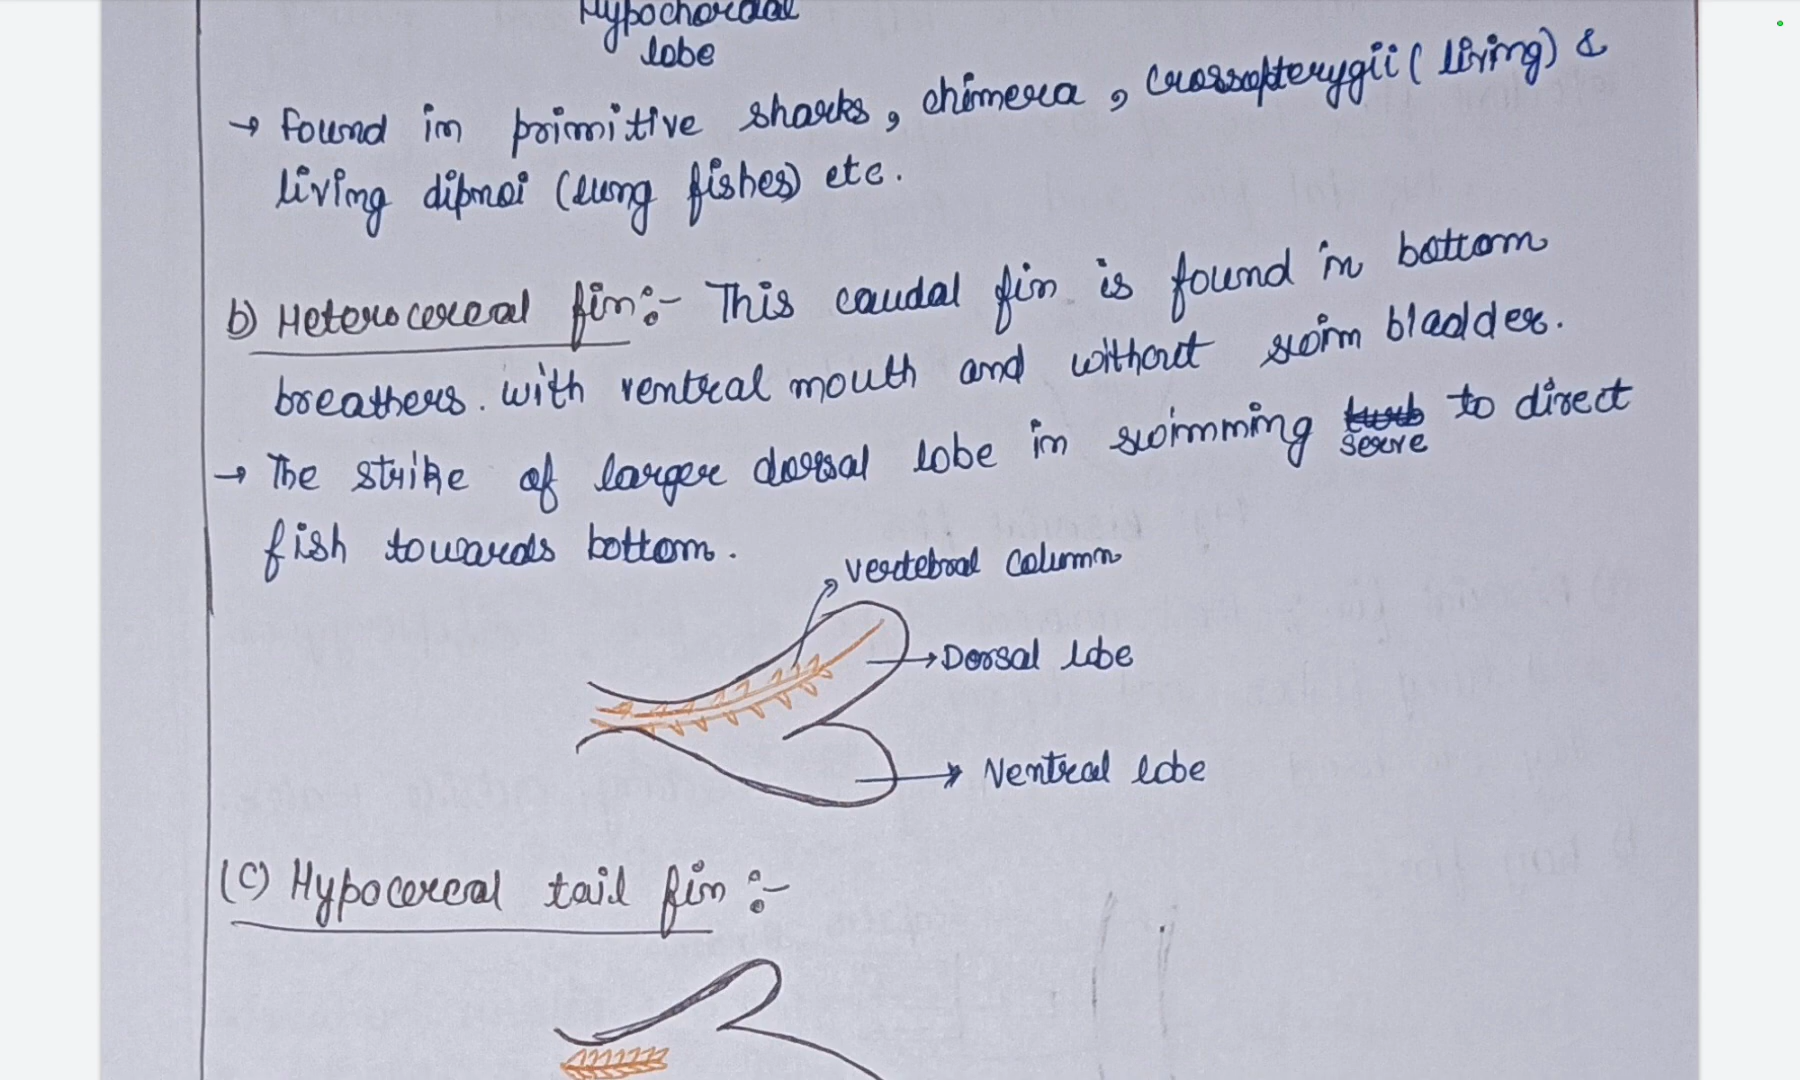 Hypochordal
lobe
→ found in primitive sharks, chimera, Crossopterygii (living) &
living dipnoi (lung fishes) etc.
b) Heterocercal fin:- This caudal fin is found in bottom
breathers. with ventral mouth and without swim bladder.
→ The strike of larger dorsal lobe in swimming serve to direct
fish towards bottom.
vertebral column
Dorsal lobe
Ventral lobe
(C) Hypocercal tail fin :-